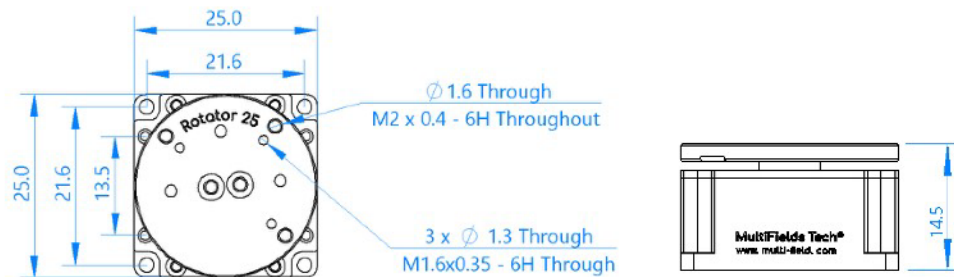 25.0
21.6
Rotator 25
⌀ 1.6 Through
M2 x 0.4 - 6H Throughout
25.0
21.6
13.5
3 x ⌀ 1.3 Through
M1.6x0.35 - 6H Through
MultiFields Tech®
www.multi-field.com
14.5